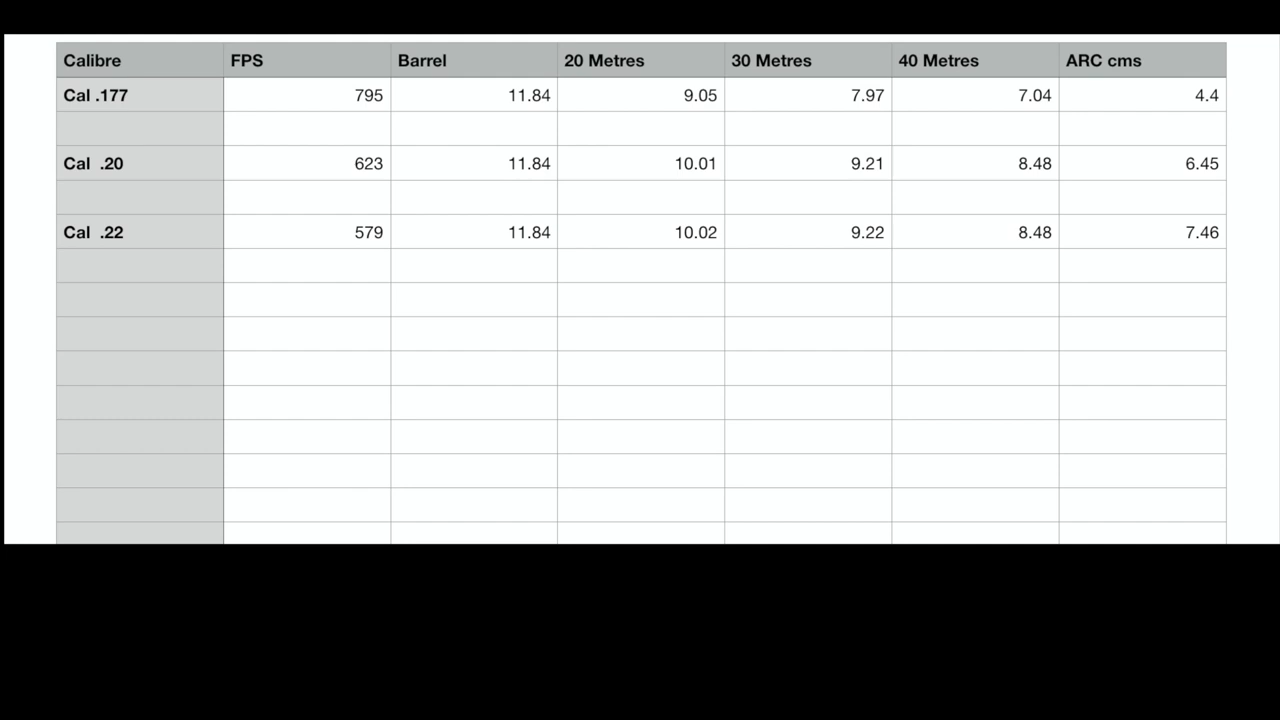 Calibre FPS Barrel 20 Metres 30 Metres 40 Metres ARC cms
Cal .177 795 11.84 9.05 7.97 7.04 4.4
Cal .20 623 11.84 10.01 9.21 8.48 6.45
Cal .22 579 11.84 10.02 9.22 8.48 7.46